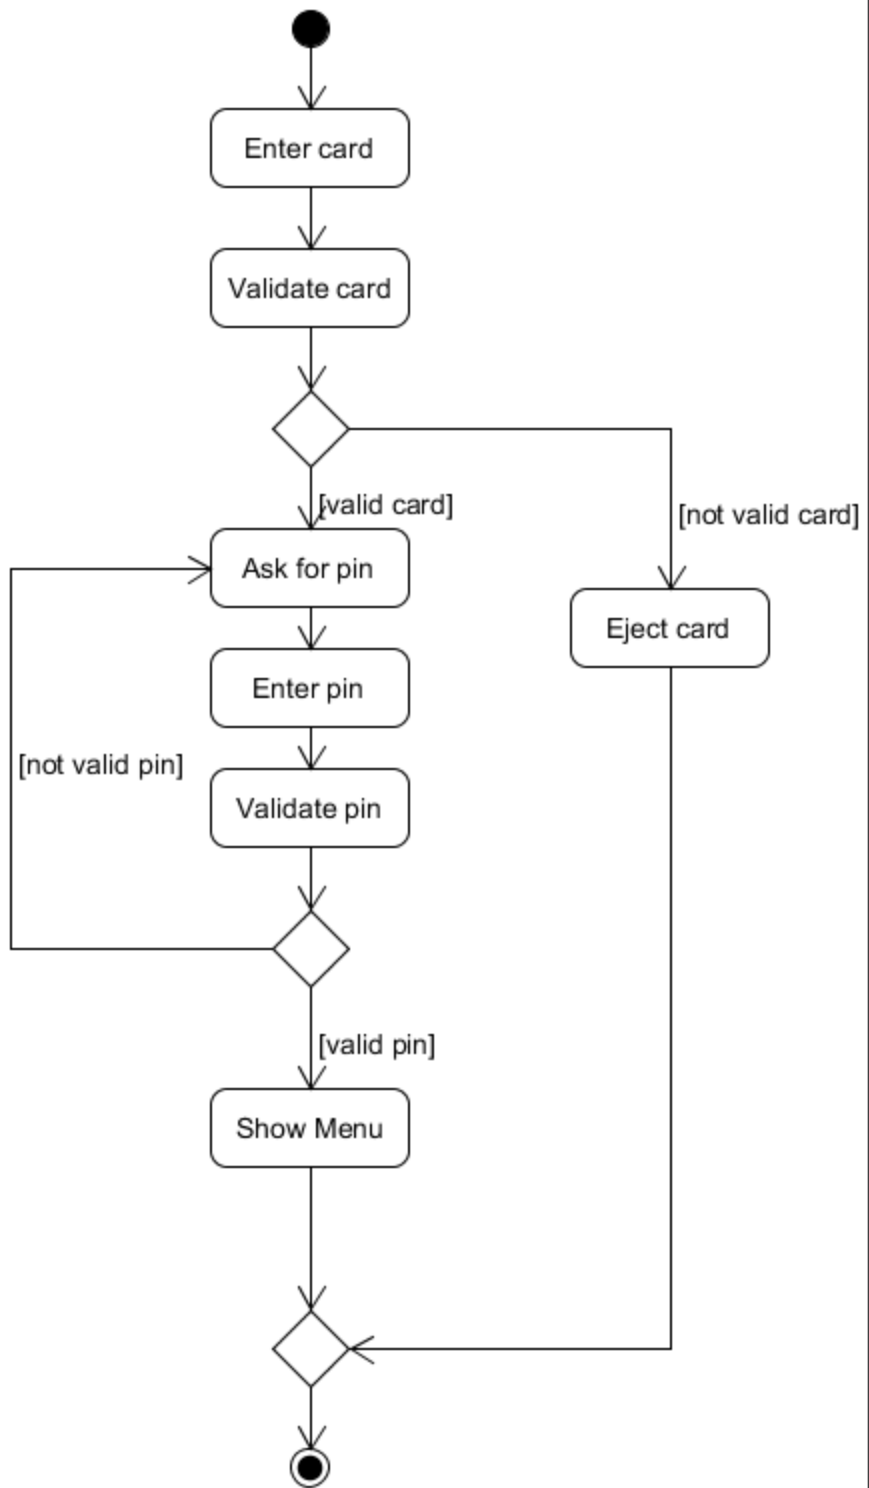 Enter card
Validate card
[valid card]
[not valid card]
Ask for pin
Eject card
Enter pin
[not valid pin]
Validate pin
[valid pin]
Show Menu